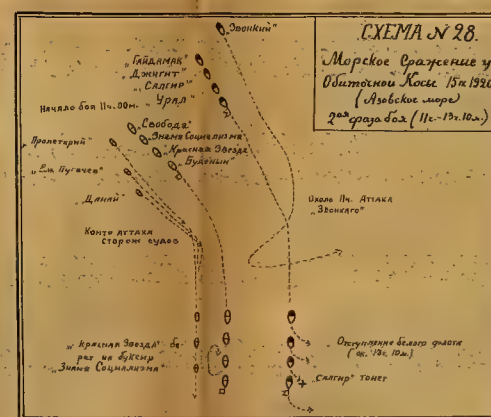 СХЕМА № 28.
Морское Сражение у
Обиточной Косы 15 IX 1920
(Азовское море)
2ая фаза боя (11ч.-13ч.10м.)
„Звонкий"
„Гайдамак"
„Джигит"
„Салгир"
„Урал"
Начало боя 11ч.00м.
„Свобода"
„Знамя Социализма"
„Красная Звезда"
„Буденый"
Пролетарий
„Ем. Пугачев"
„Данай"
Контр аттака
сторож судов
Около 11ч. Аттака
„Звонкаго"
„Красная Звезда" бе
рет на буксир
„Знамя Социализма"
Отступление белого флота
(ок. 13ч. 10м.)
„Салгир" тонет